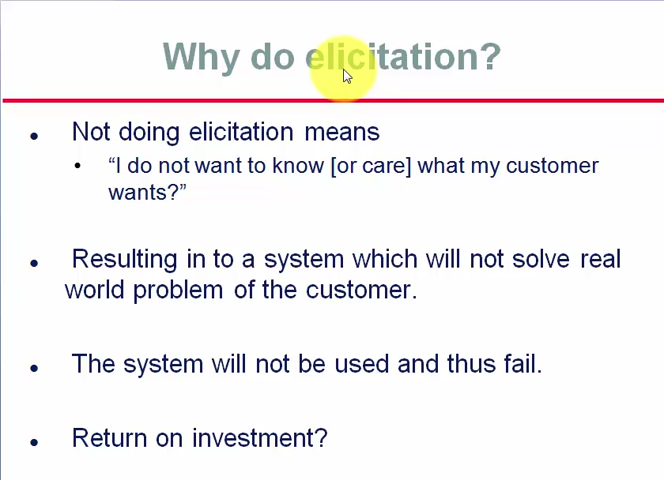 Why do elicitation?
Not doing elicitation means
“I do not want to know [or care] what my customer
wants?”
Resulting in to a system which will not solve real
world problem of the customer.
The system will not be used and thus fail.
Return on investment?